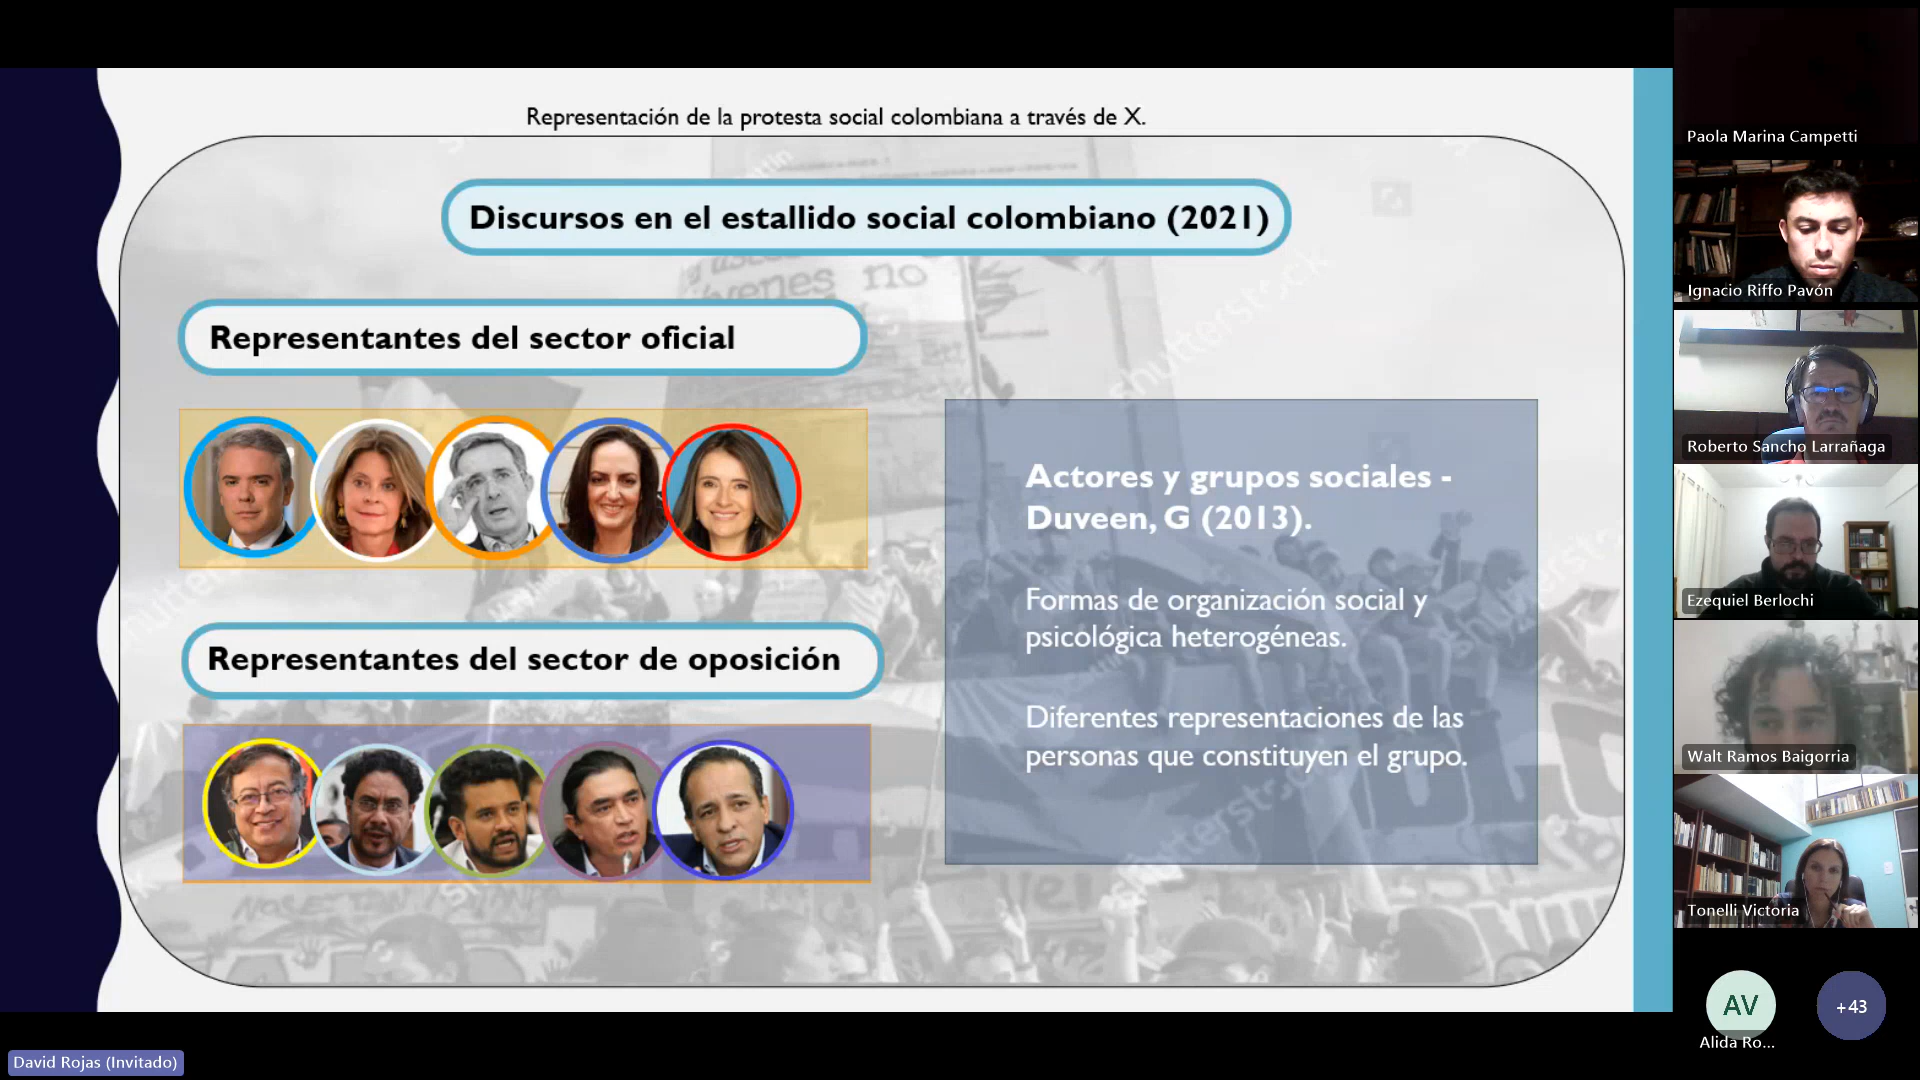 Representación de la protesta social colombiana a través de X.
Discursos en el estallido social colombiano (2021)
Representantes del sector oficial
Representantes del sector de oposición
Actores y grupos sociales -
Duveen, G (2013).
Formas de organización social y
psicológica heterogéneas.
Diferentes representaciones de las
personas que constituyen el grupo.
venes no
shutterstock
Paola Marina Campetti
Ignacio Riffo Pavón
Roberto Sancho Larrañaga
Ezequiel Berlochi
Walt Ramos Baigorria
Tonelli Victoria
AV
+43
Alida Ro...
David Rojas (Invitado)